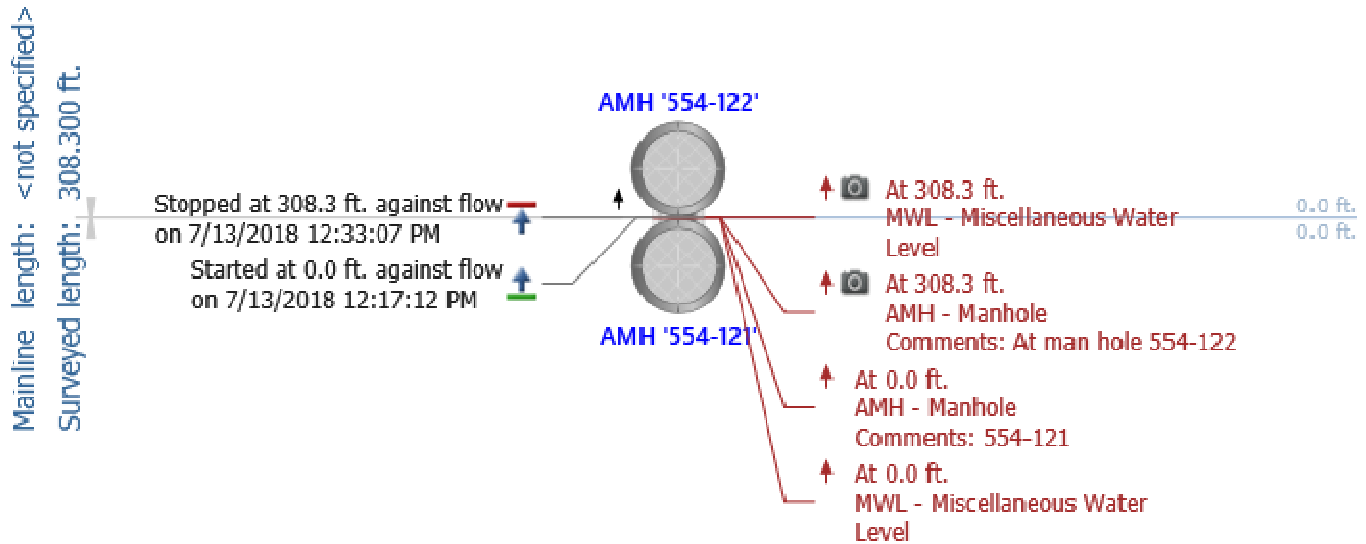 Mainline length: <not specified>
Surveyed length: 308.300 ft.
AMH '554-122'
Stopped at 308.3 ft. against flow
on 7/13/2018 12:33:07 PM
Started at 0.0 ft. against flow
on 7/13/2018 12:17:12 PM
AMH '554-121'
At 308.3 ft.
MWL - Miscellaneous Water
Level
At 308.3 ft.
AMH - Manhole
Comments: At man hole 554-122
At 0.0 ft.
AMH - Manhole
Comments: 554-121
At 0.0 ft.
MWL - Miscellaneous Water
Level
0.0 ft.
0.0 ft.